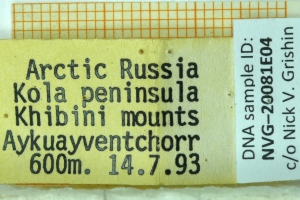 Arctic Russia
Kola peninsula
Khibini mounts
Aykuayventchorr
600m. 14.7.93
DNA sample ID:
NVG-20081E04
c/o Nick V. Grishin